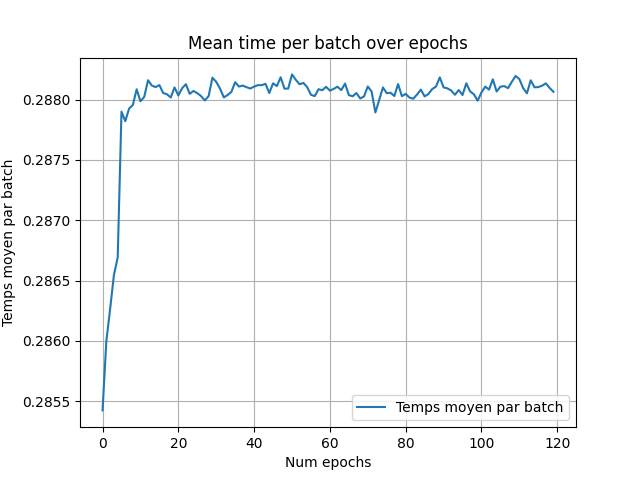 Mean time per batch over epochs
Temps moyen par batch
0.2880
0.2875
0.2870
0.2865
0.2860
0.2855
Temps moyen par batch
0 20 40 60 80 100 120
Num epochs